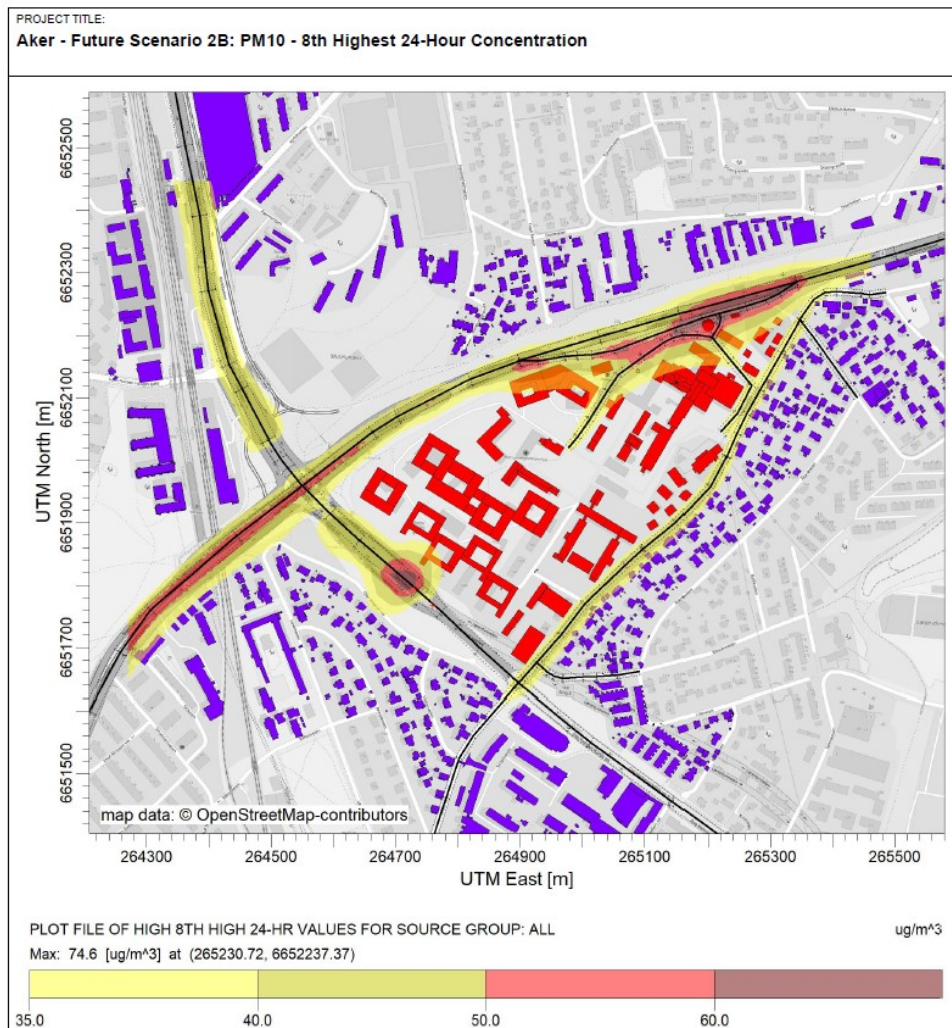 PROJECT TITLE:
Aker - Future Scenario 2B: PM10 - 8th Highest 24-Hour Concentration
UTM North [m]
6652500
6652300
6652100
6651900
6651700
6651500
map data: © OpenStreetMap-contributors
264300 264500 264700 264900 265100 265300 265500
UTM East [m]
PLOT FILE OF HIGH 8TH HIGH 24-HR VALUES FOR SOURCE GROUP: ALL ug/m^3
Max: 74.6 [ug/m^3] at (265230.72, 6652237.37)
35.0 40.0 50.0 60.0